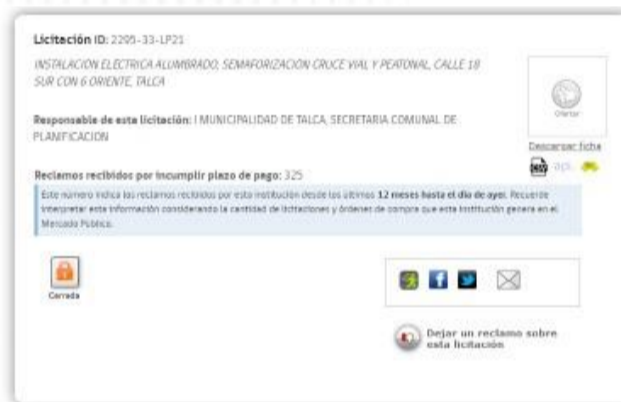 Licitación ID: 2295-33-LP21
INSTALACIÓN ELECTRICA ALUMBRADO, SEMAFORIZACIÓN CRUCE VIAL Y PEATONAL, CALLE 18
SUR CON 6 ORIENTE, TALCA
Responsable de esta licitación: I MUNICIPALIDAD DE TALCA, SECRETARIA COMUNAL DE
PLANIFICACION
Ofertar
Descargar ficha
Reclamos recibidos por incumplir plazo de pago: 325
Este número indica los reclamos recibidos por esta institución desde los últimos 12 meses hasta el día de ayer. Recuerde
interpretar esta información considerando la cantidad de licitaciones y órdenes de compra que esta institución genera en el
Mercado Público.
Cerrada
Dejar un reclamo sobre
esta licitación